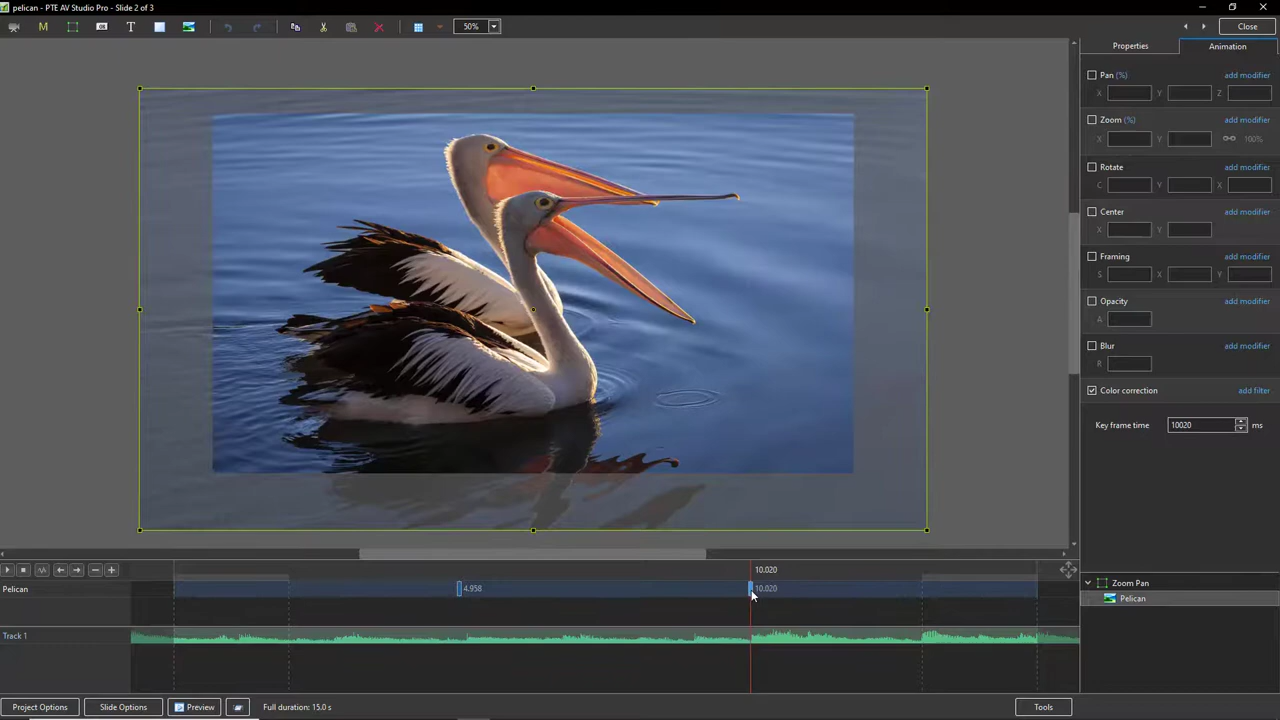 pelican - PTE AV Studio Pro - Slide 2 of 3
M OK T 50% Close
Properties Animation
Pan (%) add modifier
X Y Z
Zoom (%) add modifier
X Y 100%
Rotate add modifier
C Y X
Center add modifier
X Y
Framing add modifier
S X Y
Opacity add modifier
A
Blur add modifier
R
Color correction add filter
Key frame time 10020 ms
10.020
Pelican 4.958 10.020
Zoom Pan
Pelican
Track 1
Project Options Slide Options Preview Full duration: 15.0 s Tools